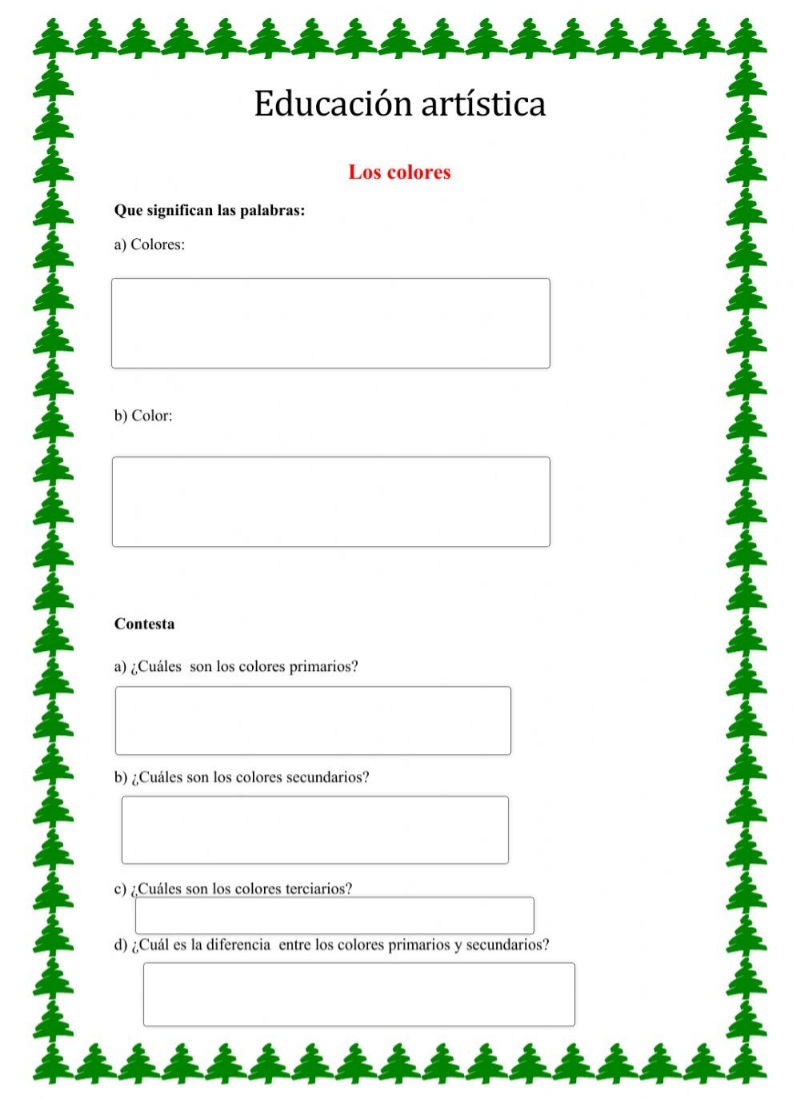 Educación artística
Los colores
Que significan las palabras:
a) Colores:
b) Color:
Contesta
a) ¿Cuáles son los colores primarios?
b) ¿Cuáles son los colores secundarios?
c) ¿Cuáles son los colores terciarios?
d) ¿Cuál es la diferencia entre los colores primarios y secundarios?